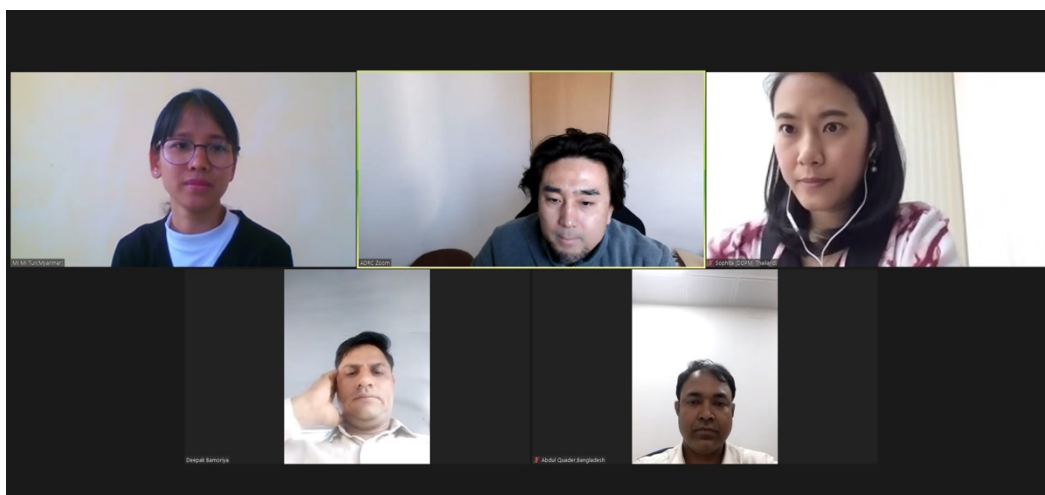 Mi Mi Tun(Myanmar)
ADRC Zoom
Sophita (DDPM, Thailand)
Deepak Bamoriya
Abdul Quader,Bangladesh